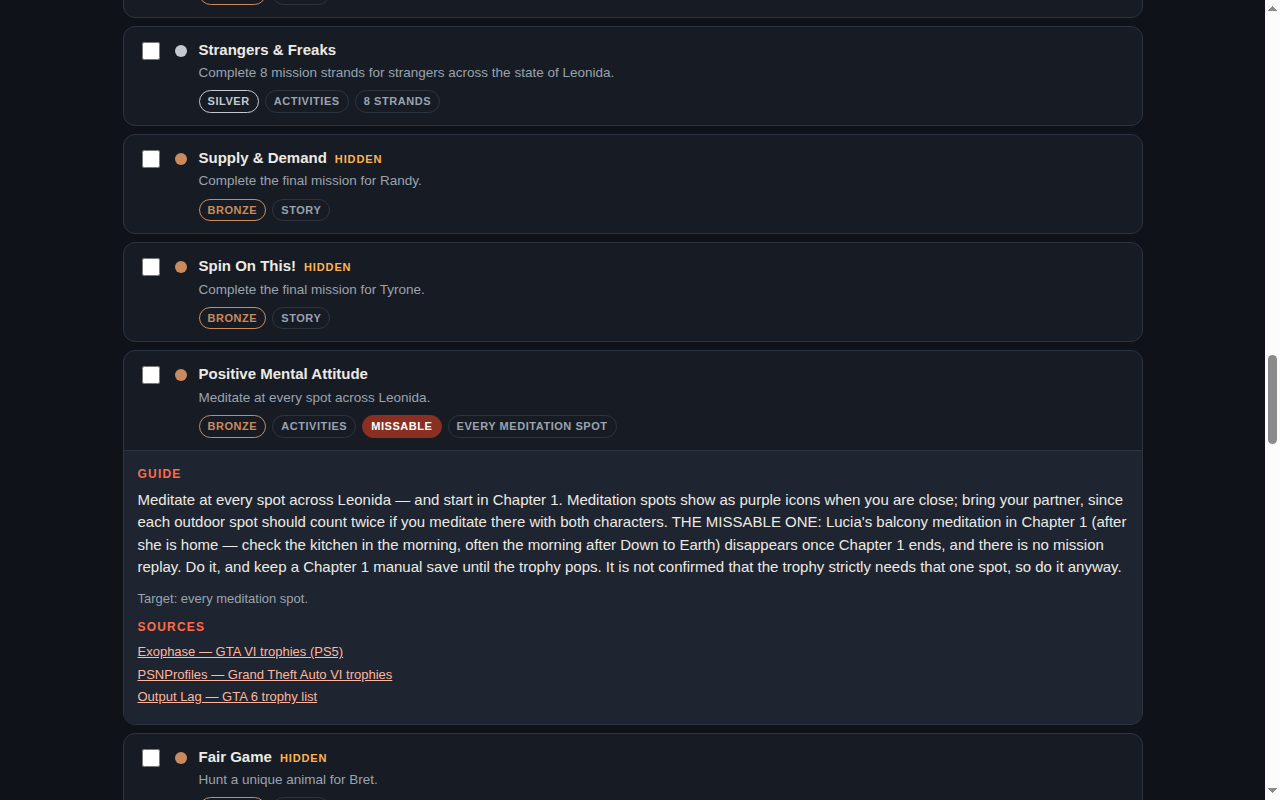 Strangers & Freaks
Complete 8 mission strands for strangers across the state of Leonida.
SILVER ACTIVITIES 8 STRANDS
Supply & Demand HIDDEN
Complete the final mission for Randy.
BRONZE STORY
Spin On This! HIDDEN
Complete the final mission for Tyrone.
BRONZE STORY
Positive Mental Attitude
Meditate at every spot across Leonida.
BRONZE ACTIVITIES MISSABLE EVERY MEDITATION SPOT
GUIDE
Meditate at every spot across Leonida — and start in Chapter 1. Meditation spots show as purple icons when you are close; bring your partner, since
each outdoor spot should count twice if you meditate there with both characters. THE MISSABLE ONE: Lucia's balcony meditation in Chapter 1 (after
she is home — check the kitchen in the morning, often the morning after Down to Earth) disappears once Chapter 1 ends, and there is no mission
replay. Do it, and keep a Chapter 1 manual save until the trophy pops. It is not confirmed that the trophy strictly needs that one spot, so do it anyway.
Target: every meditation spot.
SOURCES
Exophase — GTA VI trophies (PS5)
PSNProfiles — Grand Theft Auto VI trophies
Output Lag — GTA 6 trophy list
Fair Game HIDDEN
Hunt a unique animal for Bret.